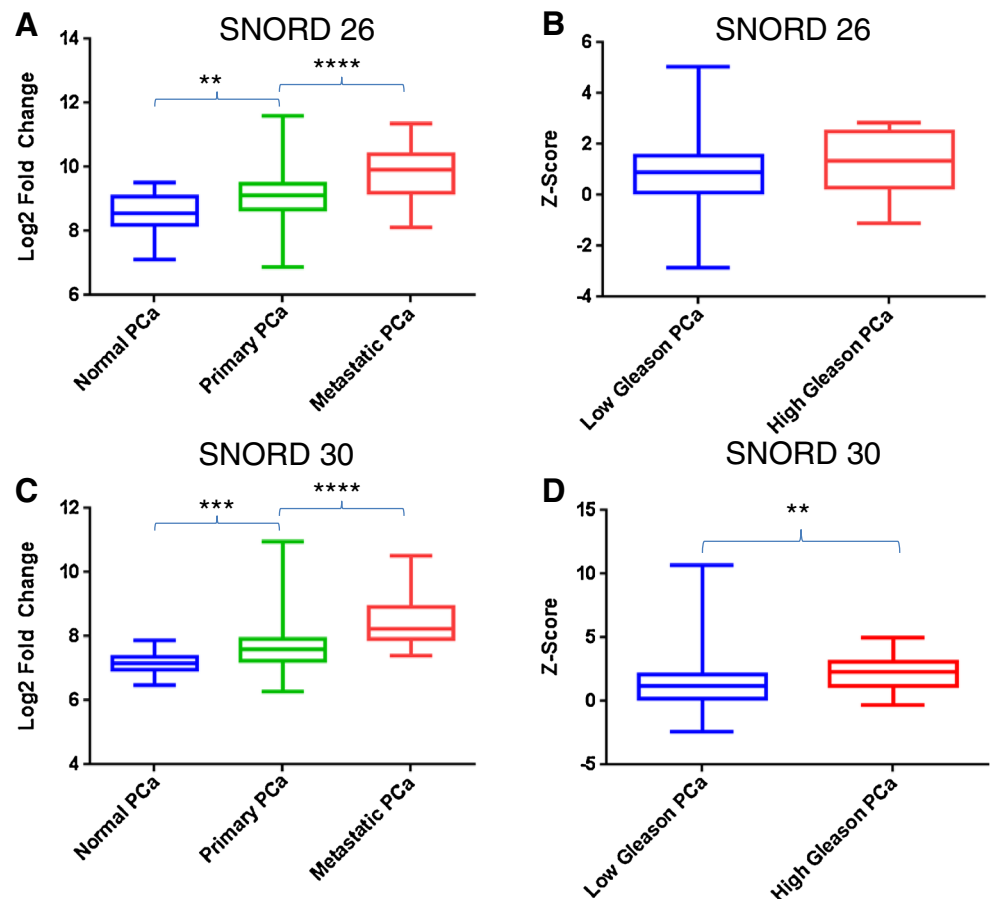 A
SNORD 26
14
12
10
8
6
Log2 Fold Change
**
****
Normal PCa
Primary PCa
Metastatic PCa
B
SNORD 26
6
4
2
0
-2
-4
Z-Score
Low Gleason PCa
High Gleason PCa
C
SNORD 30
12
10
8
6
4
Log2 Fold Change
***
****
Normal PCa
Primary PCa
Metastatic PCa
D
SNORD 30
15
10
5
0
-5
Z-Score
**
Low Gleason PCa
High Gleason PCa